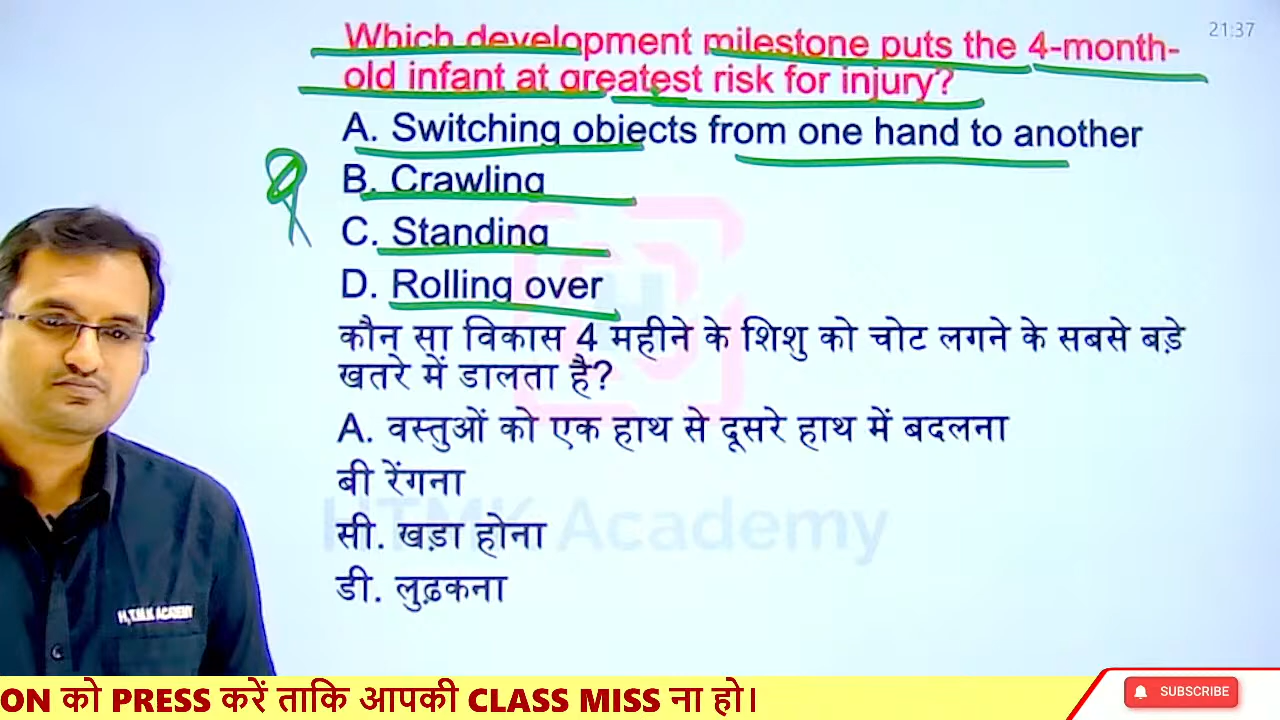 21:37
Which development milestone puts the 4-month-
old infant at greatest risk for injury?
A. Switching objects from one hand to another
B. Crawling
C. Standing
D. Rolling over
कौन सा विकास 4 महीने के शिशु को चोट लगने के सबसे बड़े
खतरे में डालता है?
A. वस्तुओं को एक हाथ से दूसरे हाथ में बदलना
बी रेंगना
सी. खड़ा होना
डी. लुढ़कना
HTMK Academy
H.T.M.K ACADEMY
ON को PRESS करें ताकि आपकी CLASS MISS ना हो।
SUBSCRIBE